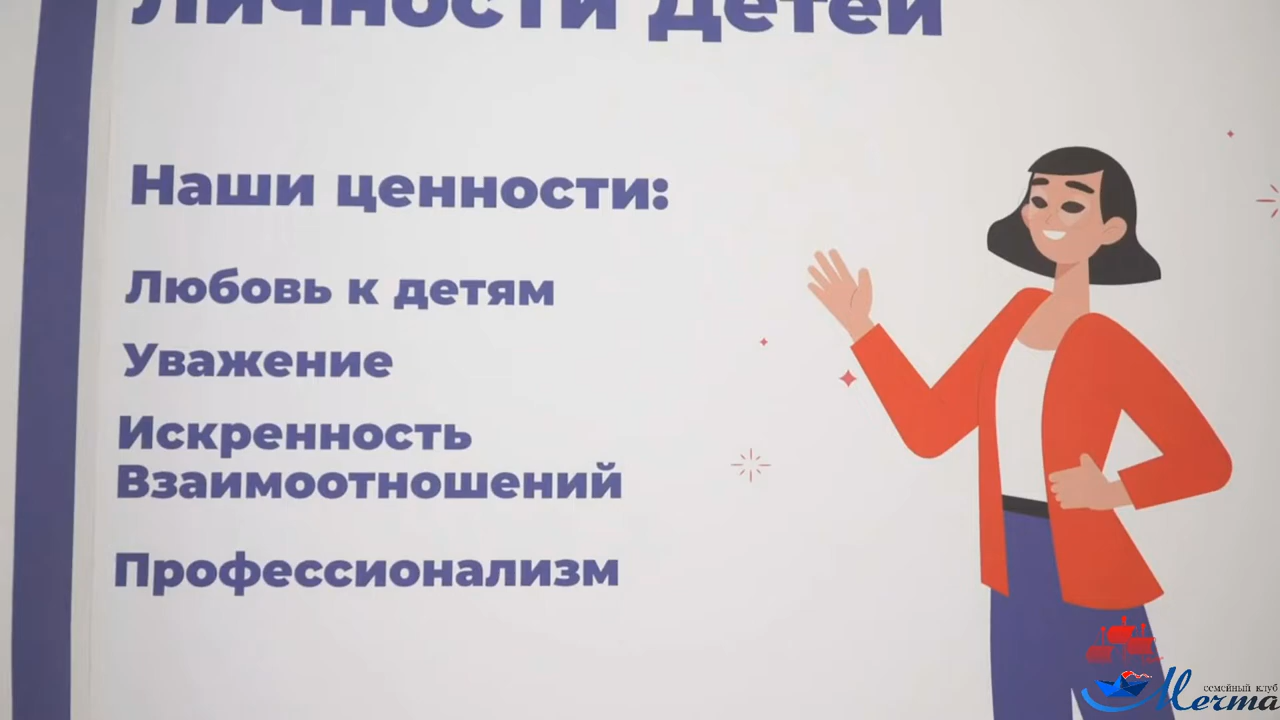 Личности Детей
Наши ценности:
Любовь к детям
Уважение
Искренность
Взаимоотношений
Профессионализм
семейный клуб
Мечта